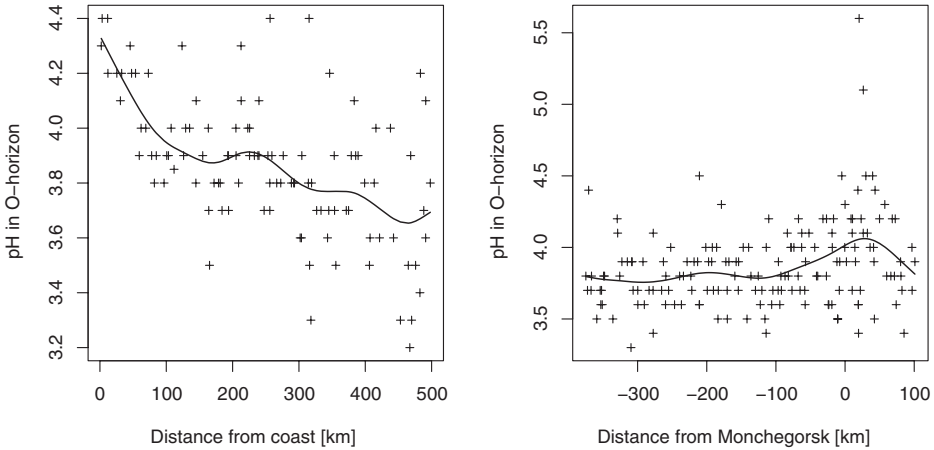 pH in O−horizon
4.4
4.2
4.0
3.8
3.6
3.4
3.2
0 100 200 300 400 500
Distance from coast [km]
pH in O−horizon
5.5
5.0
4.5
4.0
3.5
−300 −200 −100 0 100
Distance from Monchegorsk [km]